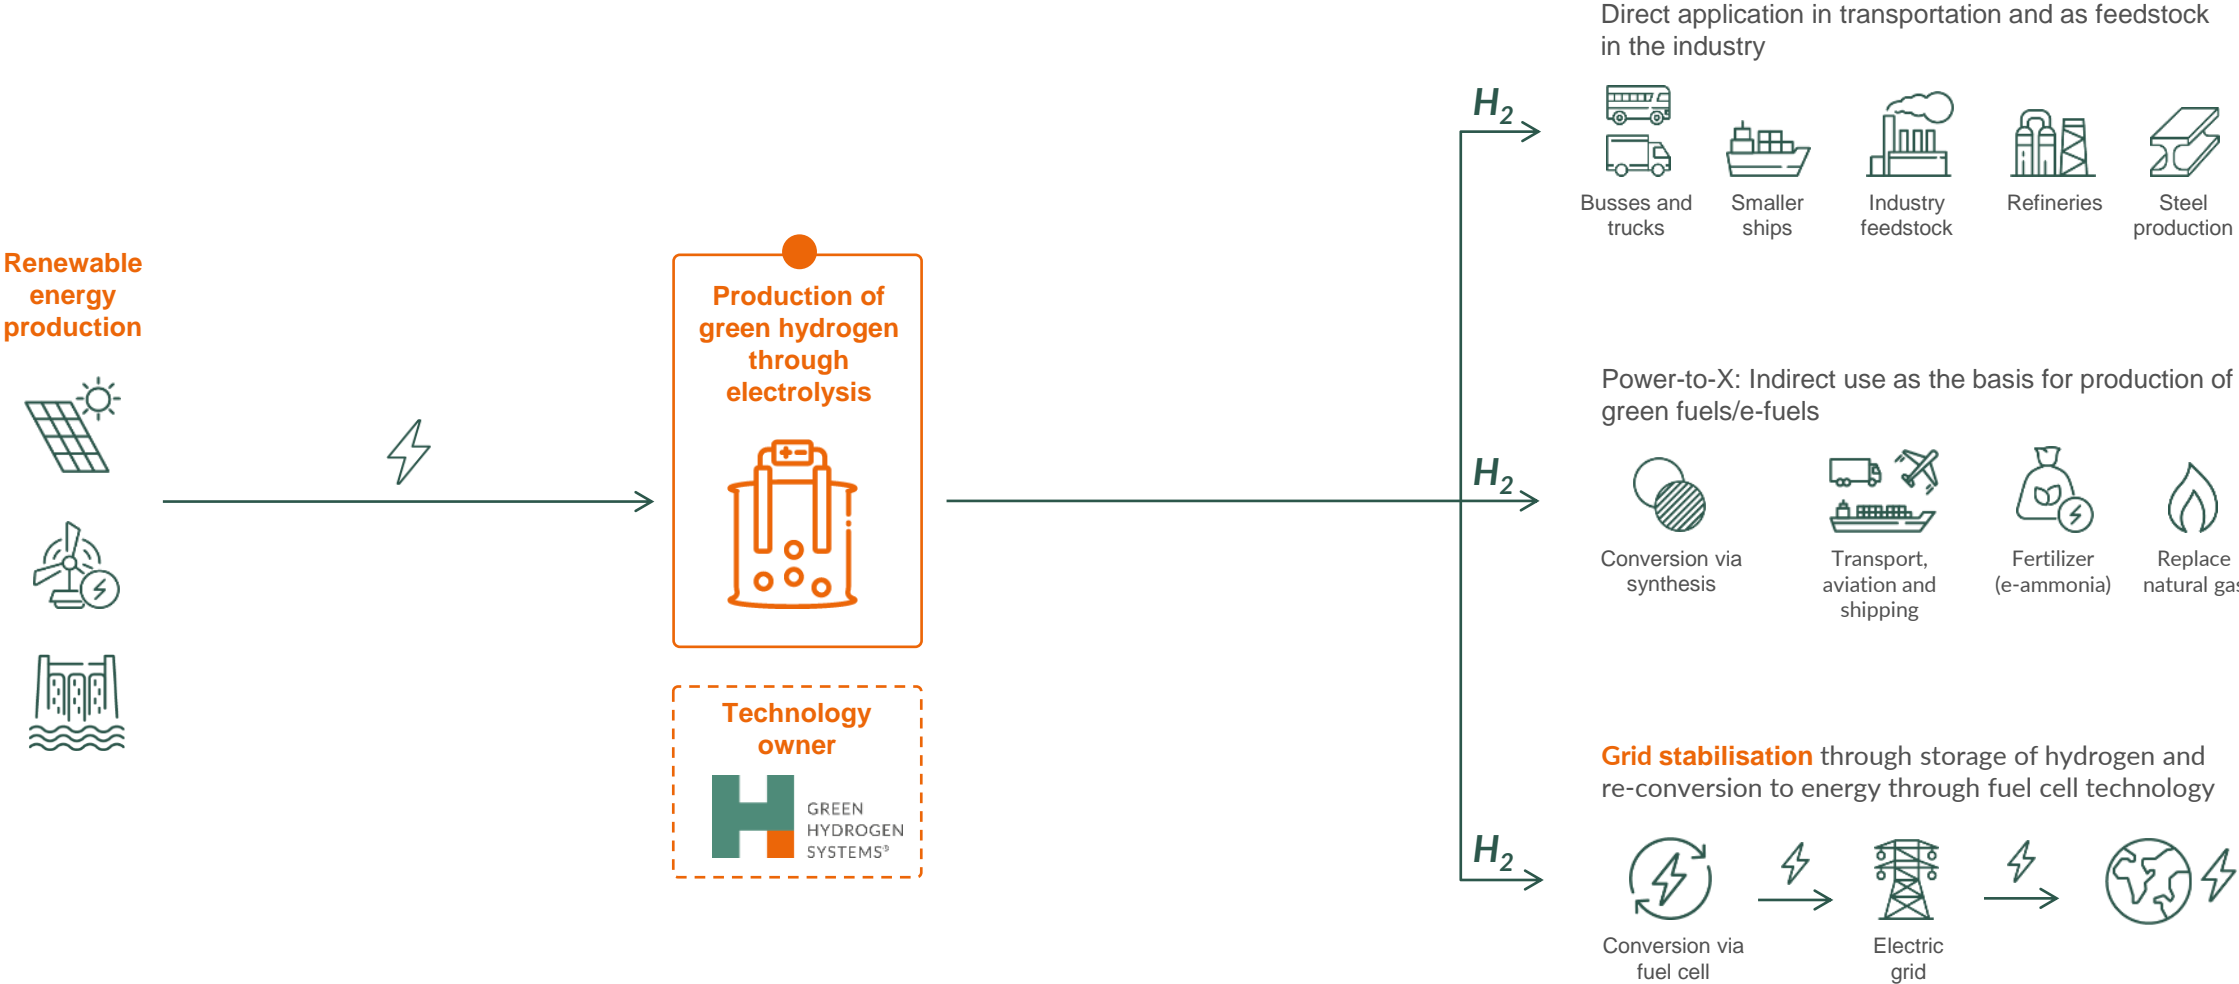 Direct application in transportation and as feedstock
in the industry
H2
Busses and
trucks
Smaller
ships
Industry
feedstock
Refineries
Steel
production
Renewable
energy
production
Production of
green hydrogen
through
electrolysis
Power-to-X: Indirect use as the basis for production of
green fuels/e-fuels
H2
Conversion via
synthesis
Transport,
aviation and
shipping
Fertilizer
(e-ammonia)
Replace
natural gas
Technology
owner
GREEN
HYDROGEN
SYSTEMS®
Grid stabilisation through storage of hydrogen and
re-conversion to energy through fuel cell technology
H2
Conversion via
fuel cell
Electric
grid